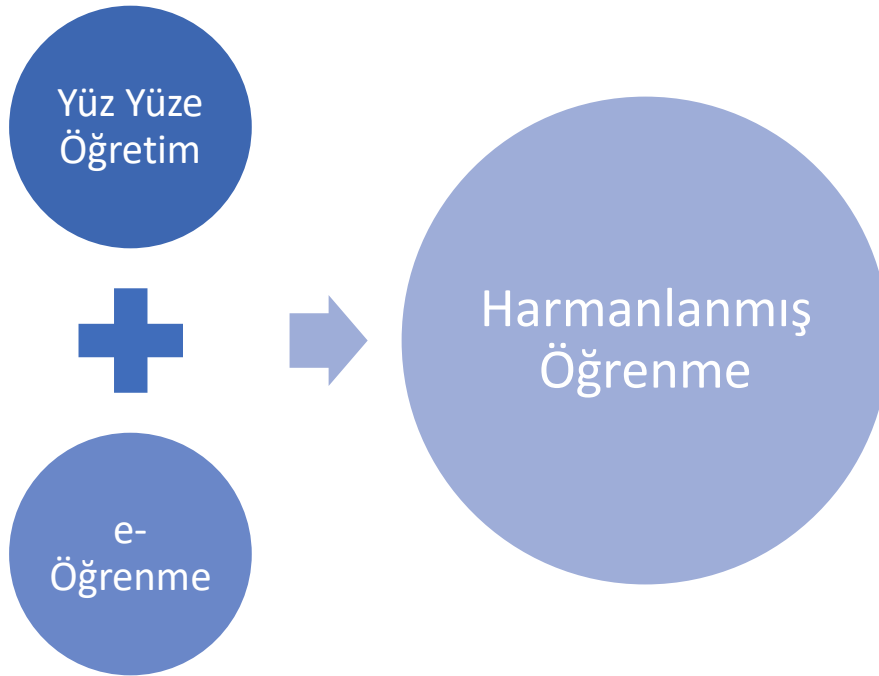 Yüz Yüze
Öğretim
e-
Öğrenme
Harmanlanmış
Öğrenme